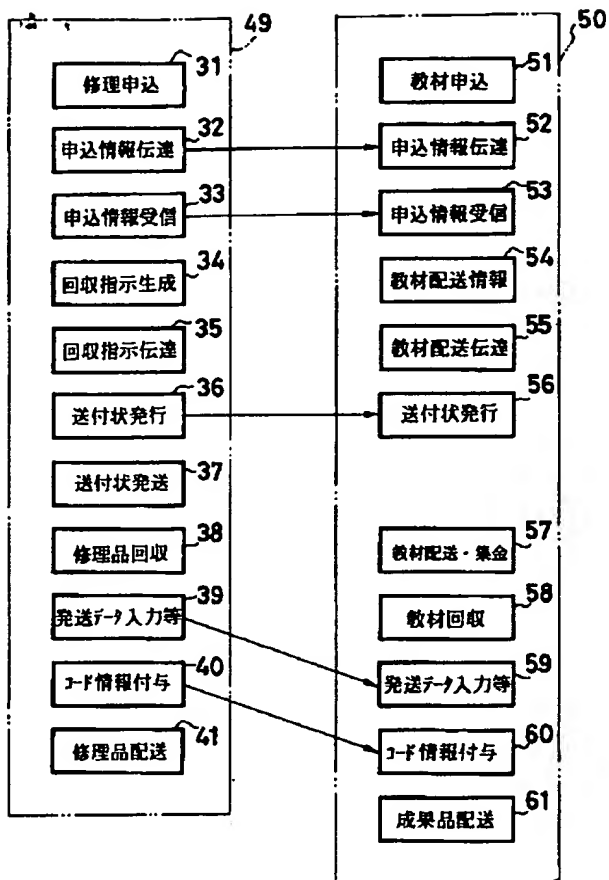 49
31
修理申込
32
申込情報伝達
33
申込情報受信
34
回収指示生成
35
回収指示伝達
36
送付状発行
37
送付状発送
38
修理品回収
39
発送データ入力等
40
コード情報付与
41
修理品配送
50
51
教材申込
52
申込情報伝達
53
申込情報受信
54
教材配送情報
55
教材配送伝達
56
送付状発行
57
教材配送・集金
58
教材回収
59
発送データ入力等
60
コード情報付与
61
成果品配送